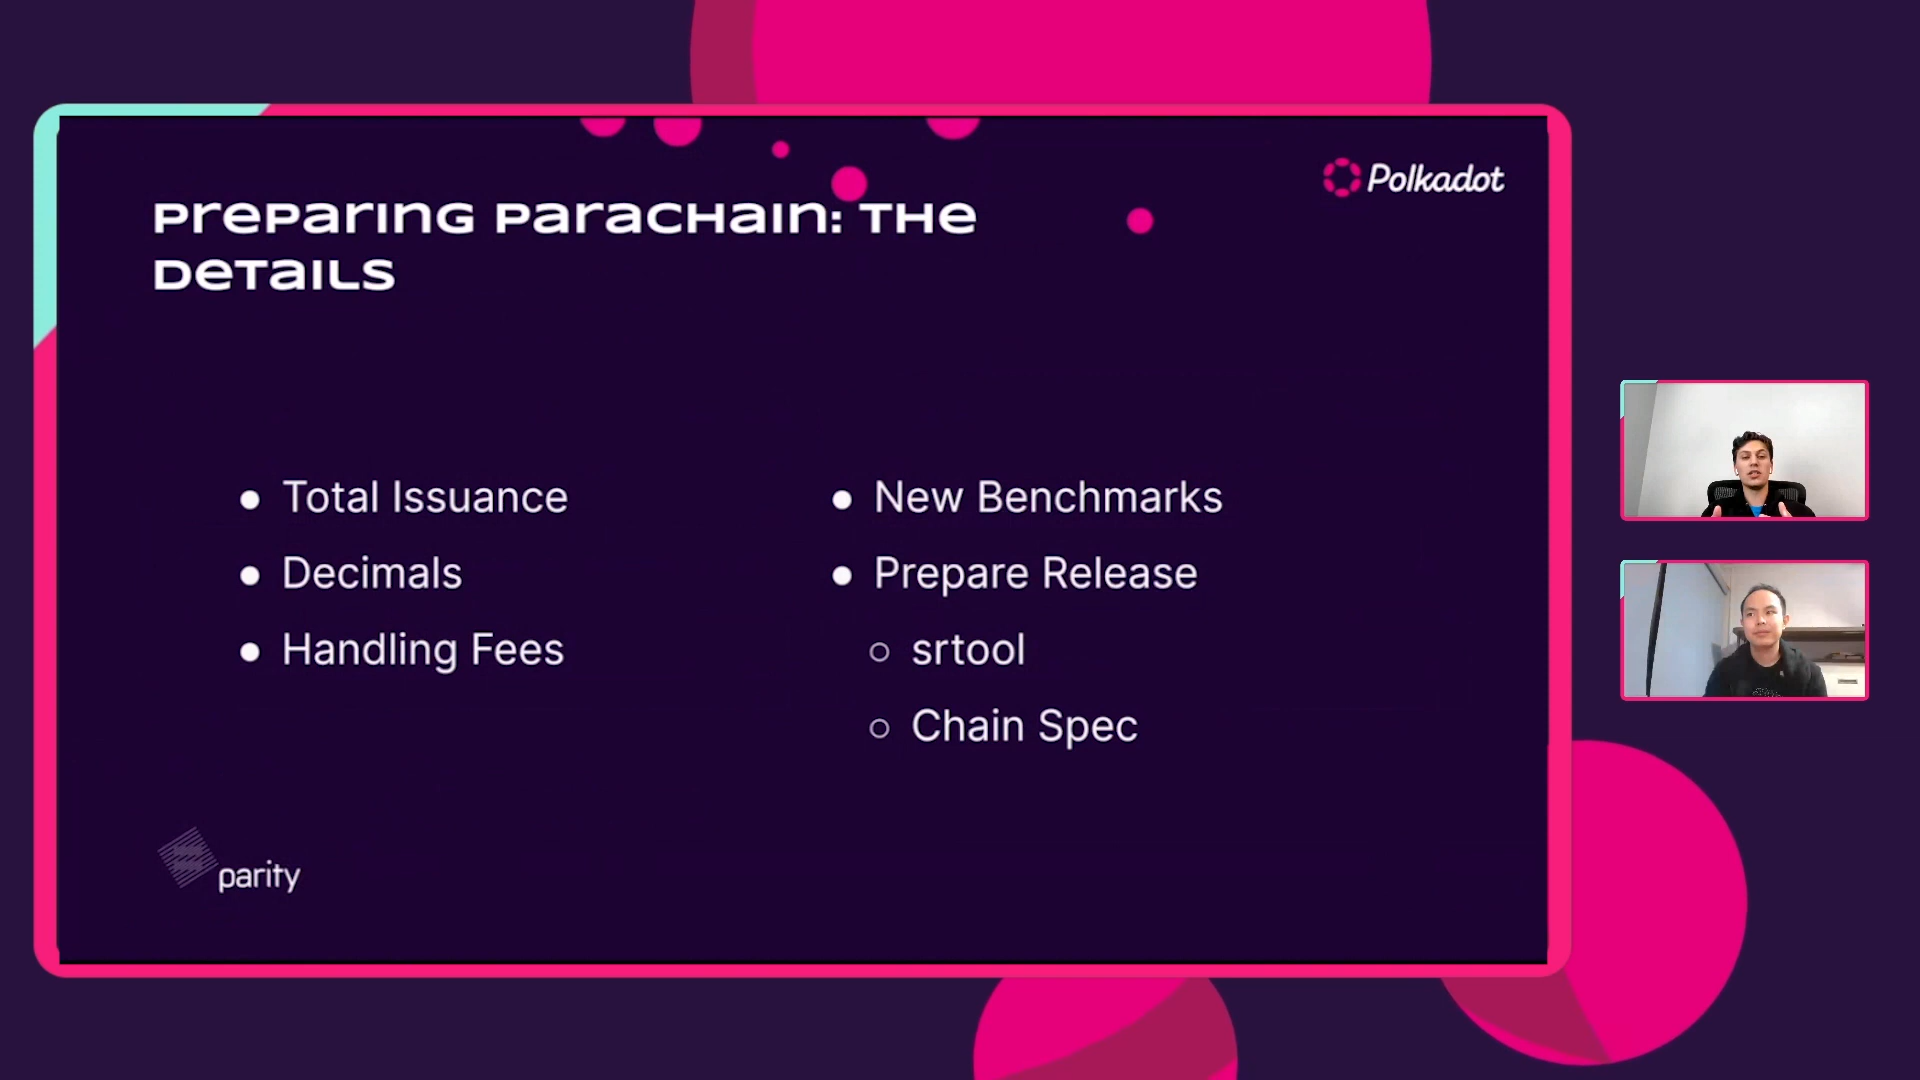 Polkadot
Preparing Parachain: The
Details
● Total Issuance
● Decimals
● Handling Fees
● New Benchmarks
● Prepare Release
○ srtool
○ Chain Spec
parity